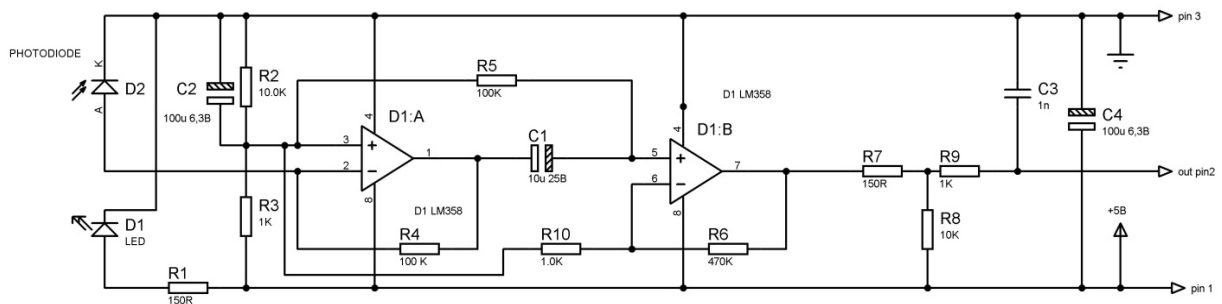 pin 3
PHOTODIODE
K
D2
A
C2
100u 6,3B
R2
10.0K
R5
100K
D1 LM358
C3
1n
C4
100u 6,3B
D1:A
4
3
2
1
8
C1
10u 25B
D1:B
4
5
6
7
8
R7
150R
R9
1K
out pin2
R3
1K
D1 LM358
D1
LED
R4
100 K
R10
1.0K
R6
470K
R8
10K
+5B
R1
150R
pin 1